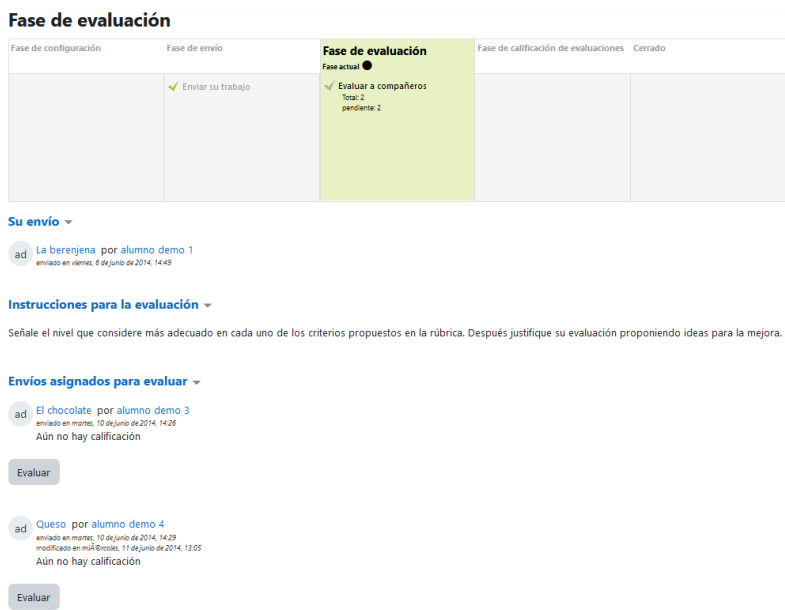 Fase de evaluación
Fase de configuración
Fase de envío
Fase de evaluación
Fase actual
Fase de calificación de evaluaciones
Cerrado
Enviar su trabajo
Evaluar a compañeros
Total: 2
pendiente: 2
Su envío
ad
La berenjena por alumno demo 1
enviado en viernes, 6 de junio de 2014, 14:49
Instrucciones para la evaluación
Señale el nivel que considere más adecuado en cada uno de los criterios propuestos en la rúbrica. Después justifique su evaluación proponiendo ideas para la mejora.
Envíos asignados para evaluar
ad
El chocolate por alumno demo 3
enviado en martes, 10 de junio de 2014, 14:26
Aún no hay calificación
Evaluar
ad
Queso por alumno demo 4
enviado en martes, 10 de junio de 2014, 14:29
modificado en miÃ©rcoles, 11 de junio de 2014, 13:05
Aún no hay calificación
Evaluar